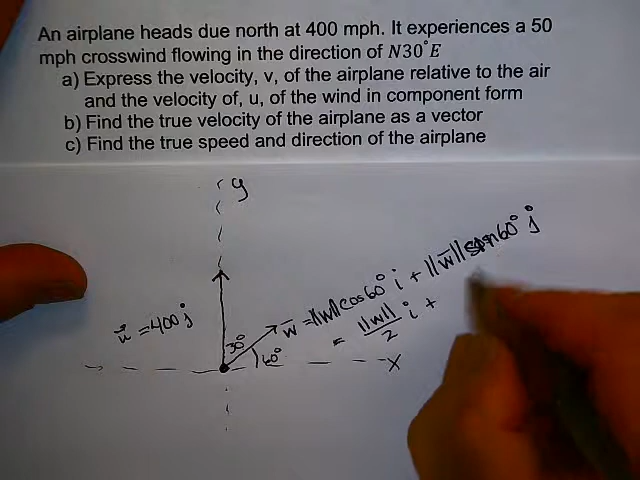 An airplane heads due north at 400 mph. It experiences a 50
mph crosswind flowing in the direction of N30°E
a) Express the velocity, v, of the airplane relative to the air
and the velocity of, u, of the wind in component form
b) Find the true velocity of the airplane as a vector
c) Find the true speed and direction of the airplane
y
u⃗ = 400 j
30°
60°
w̅ = ||w|| cos 60° i + ||w̅|| sin 60° j
= ||w||/2 i +
x